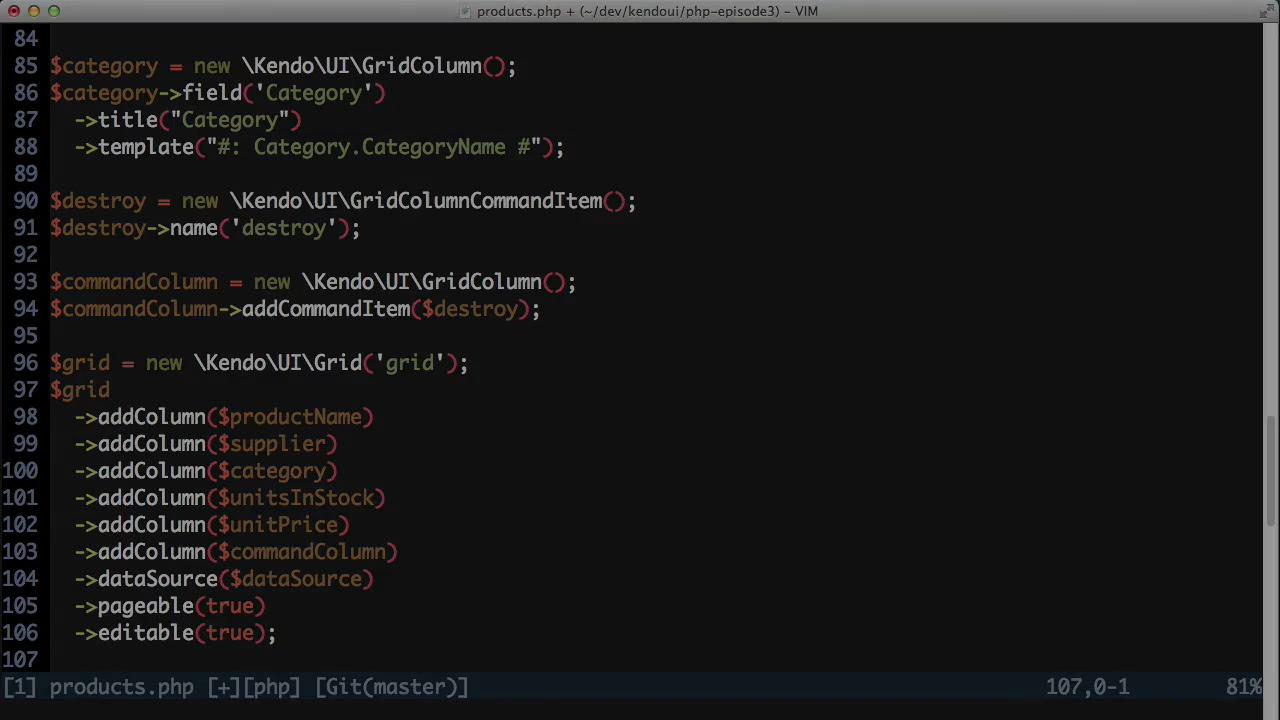 products.php + (~/dev/kendoui/php-episode3) – VIM
84
85 $category = new \Kendo\UI\GridColumn();
86 $category->field('Category')
87   ->title("Category")
88   ->template("#: Category.CategoryName #");
89
90 $destroy = new \Kendo\UI\GridColumnCommandItem();
91 $destroy->name('destroy');
92
93 $commandColumn = new \Kendo\UI\GridColumn();
94 $commandColumn->addCommandItem($destroy);
95
96 $grid = new \Kendo\UI\Grid('grid');
97 $grid
98   ->addColumn($productName)
99   ->addColumn($supplier)
100   ->addColumn($category)
101   ->addColumn($unitsInStock)
102   ->addColumn($unitPrice)
103   ->addColumn($commandColumn)
104   ->dataSource($dataSource)
105   ->pageable(true)
106   ->editable(true);
107
[1] products.php [+][php] [Git(master)] 107,0-1 81%